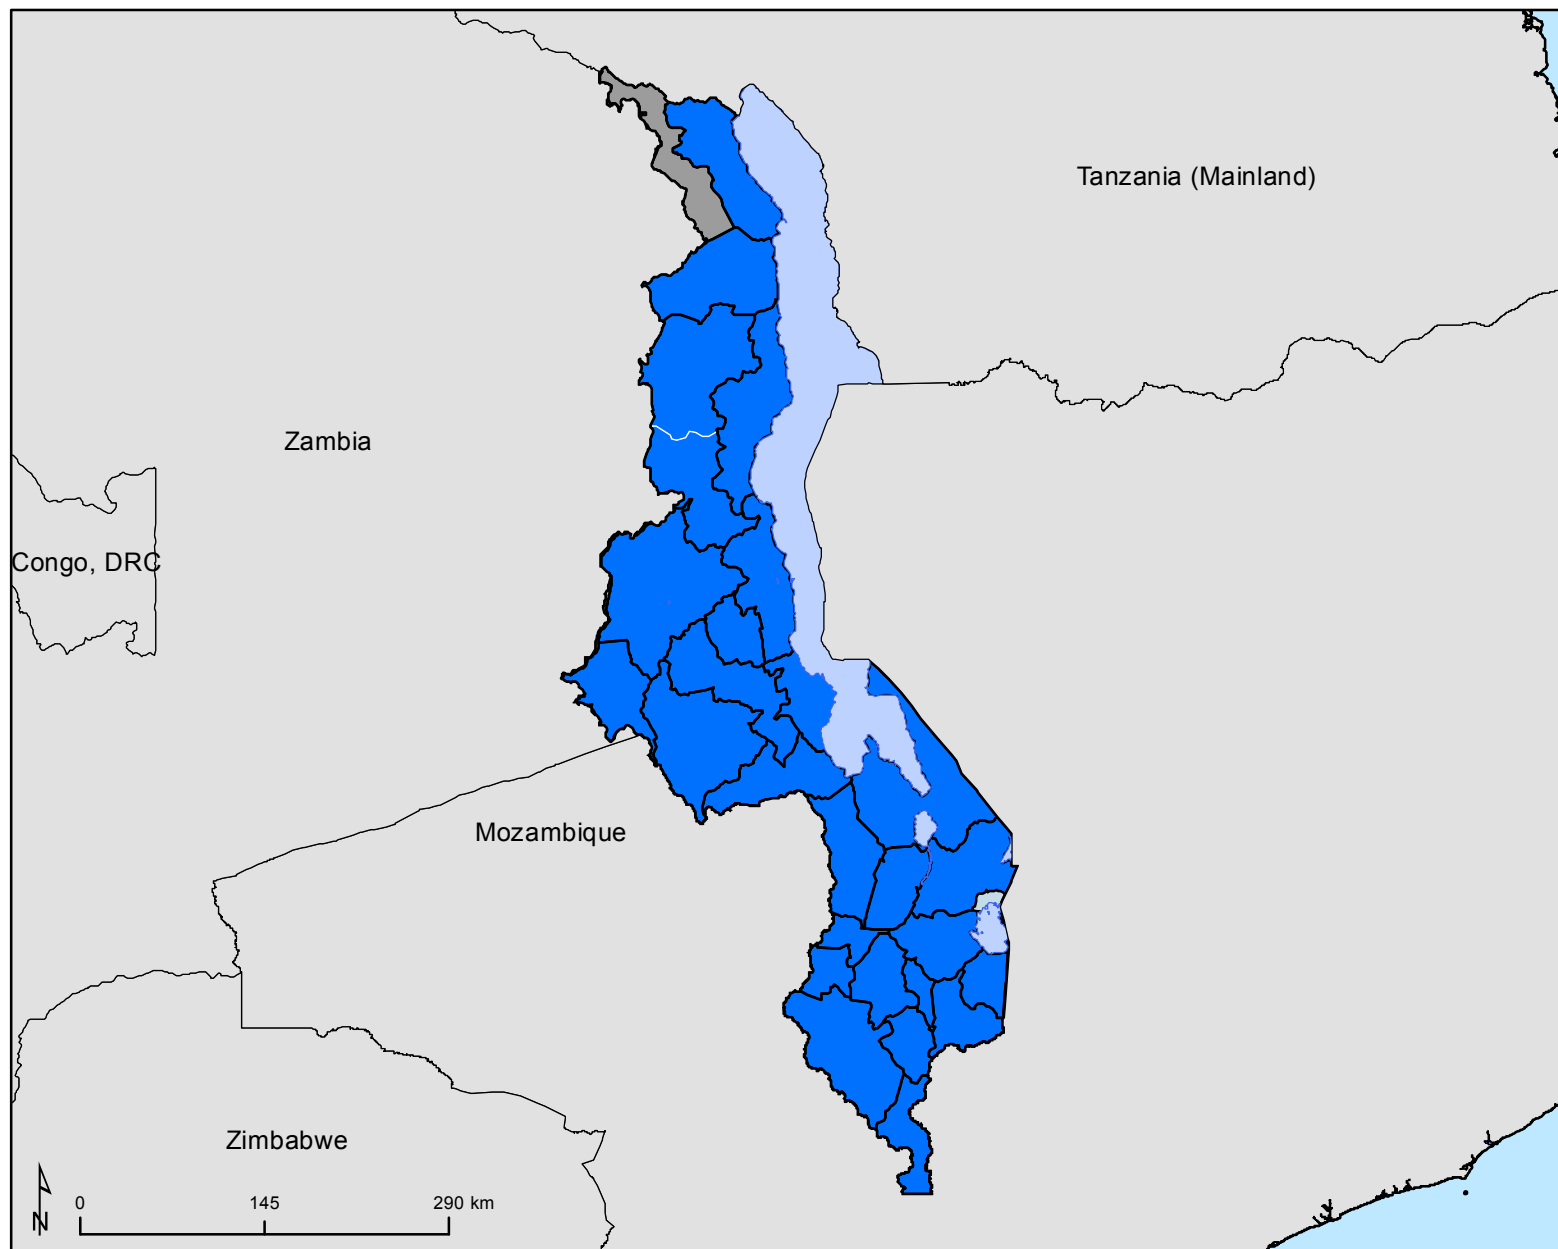 Tanzania (Mainland)
Zambia
Congo, DRC
Mozambique
Zimbabwe
N
0 145 290 km